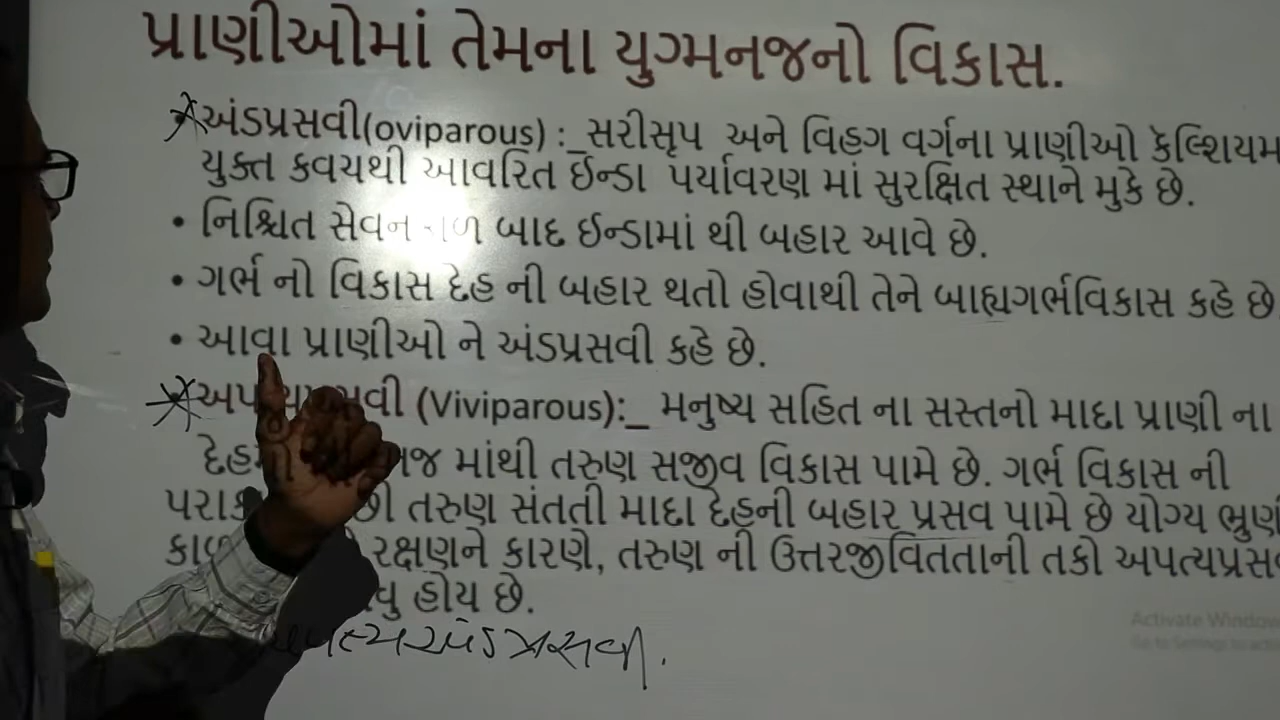 પ્રાણીઓમાં તેમના યુગ્મનજનો વિકાસ.
અંડપ્રસવી(oviparous) :_સરીસૃપ અને વિહગ વર્ગના પ્રાણીઓ કેલ્શિયમ
યુક્ત કવચથી આવરિત ઈન્ડા પર્યાવરણ માં સુરક્ષિત સ્થાને મુકે છે.
• નિશ્ચિત સેવન બાદ ઈન્ડામાં થી બહાર આવે છે.
• ગર્ભ નો વિકાસ દેહ ની બહાર થતો હોવાથી તેને બાહ્યગર્ભવિકાસ કહે છે
• આવા પ્રાણીઓ ને અંડપ્રસવી કહે છે.
(Viviparous):_ મનુષ્ય સહિત ના સસ્તનો માદા પ્રાણી ના
માંથી તરુણ સજીવ વિકાસ પામે છે. ગર્ભ વિકાસ ની
તરુણ સંતતી માદા દેહની બહાર પ્રસવ પામે છે યોગ્ય ભ્રુણ
રક્ષણને કારણે, તરુણ ની ઉત્તરજીવિતતાની તકો
હોય છે.
Activate Window